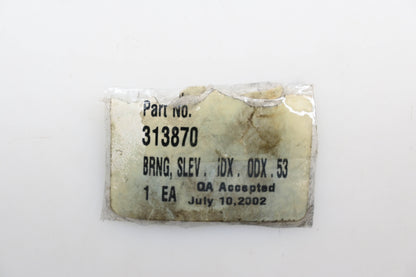 Part No.
313870
BRNG, SLEV. IDX. ODX .53
1 EA QA Accepted
July 10,2002